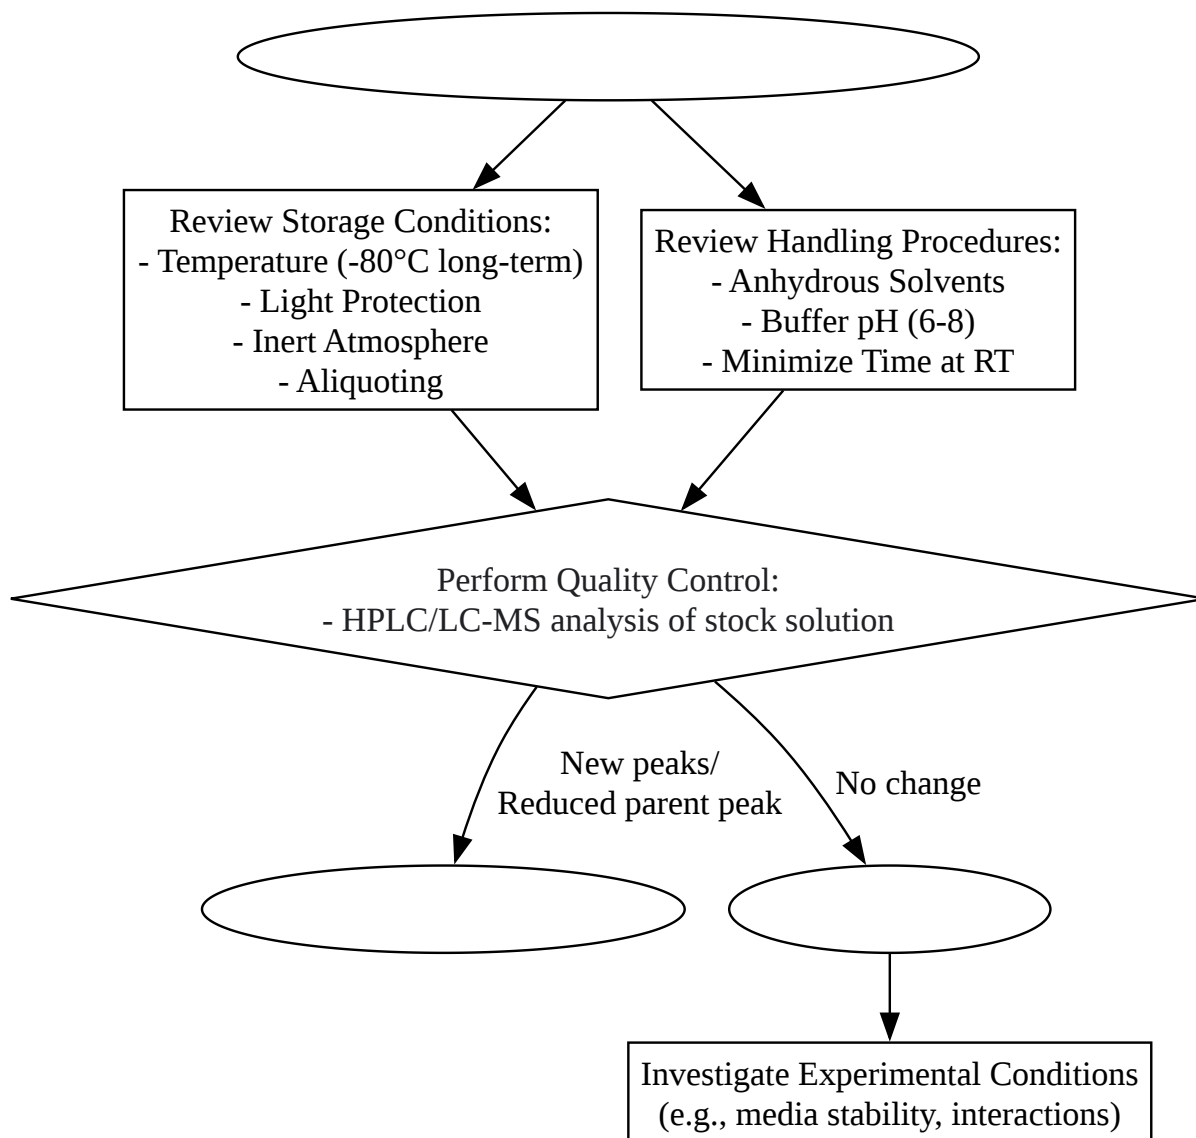 Review Storage Conditions:
- Temperature (-80°C long-term)
- Light Protection
- Inert Atmosphere
- Aliquoting
Review Handling Procedures:
- Anhydrous Solvents
- Buffer pH (6-8)
- Minimize Time at RT
Perform Quality Control:
- HPLC/LC-MS analysis of stock solution
New peaks/
Reduced parent peak
No change
Investigate Experimental Conditions
(e.g., media stability, interactions)